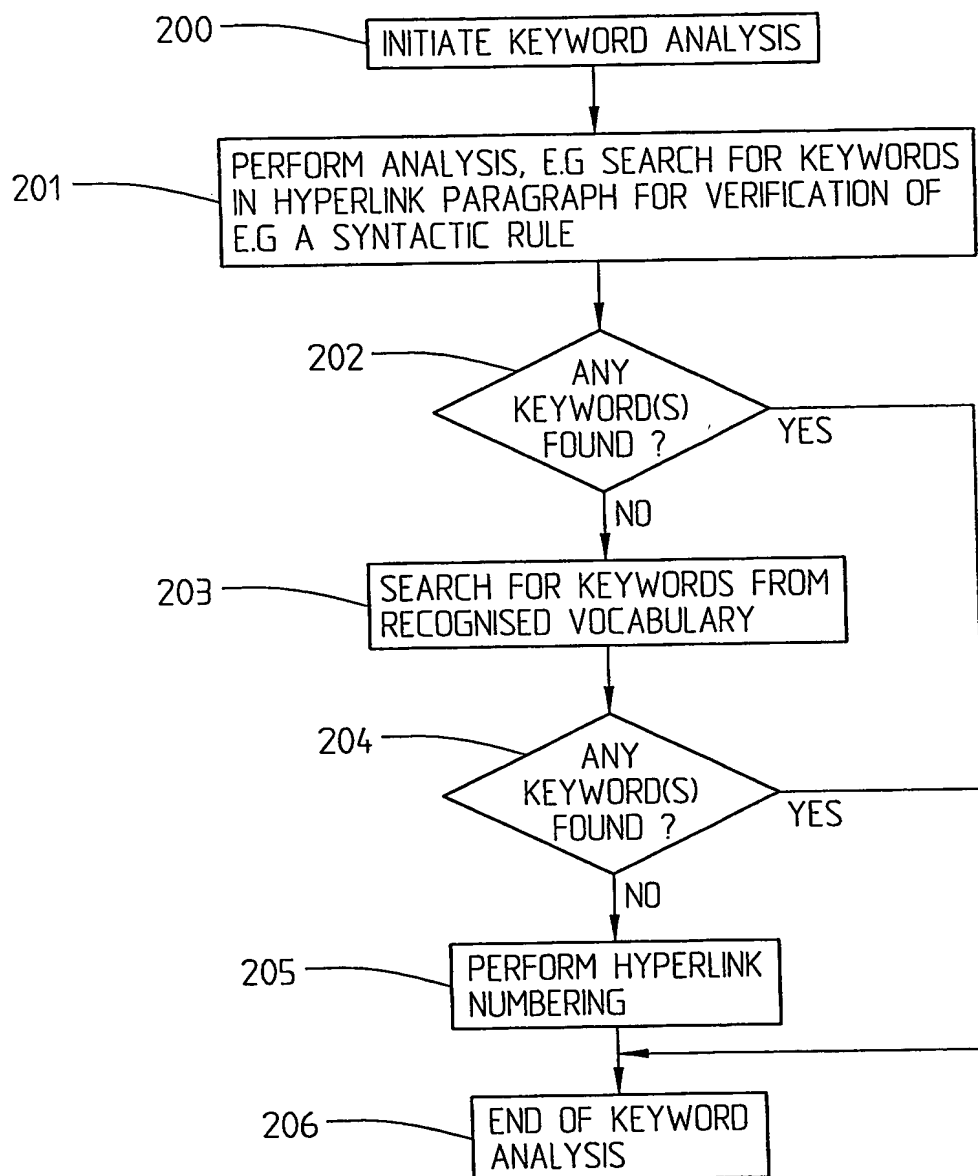 200
INITIATE KEYWORD ANALYSIS
201
PERFORM ANALYSIS, E.G SEARCH FOR KEYWORDS
IN HYPERLINK PARAGRAPH FOR VERIFICATION OF
E.G A SYNTACTIC RULE
202
ANY
KEYWORD(S)
FOUND ?
YES
NO
203
SEARCH FOR KEYWORDS FROM
RECOGNISED VOCABULARY
204
ANY
KEYWORD(S)
FOUND ?
YES
NO
205
PERFORM HYPERLINK
NUMBERING
206
END OF KEYWORD
ANALYSIS